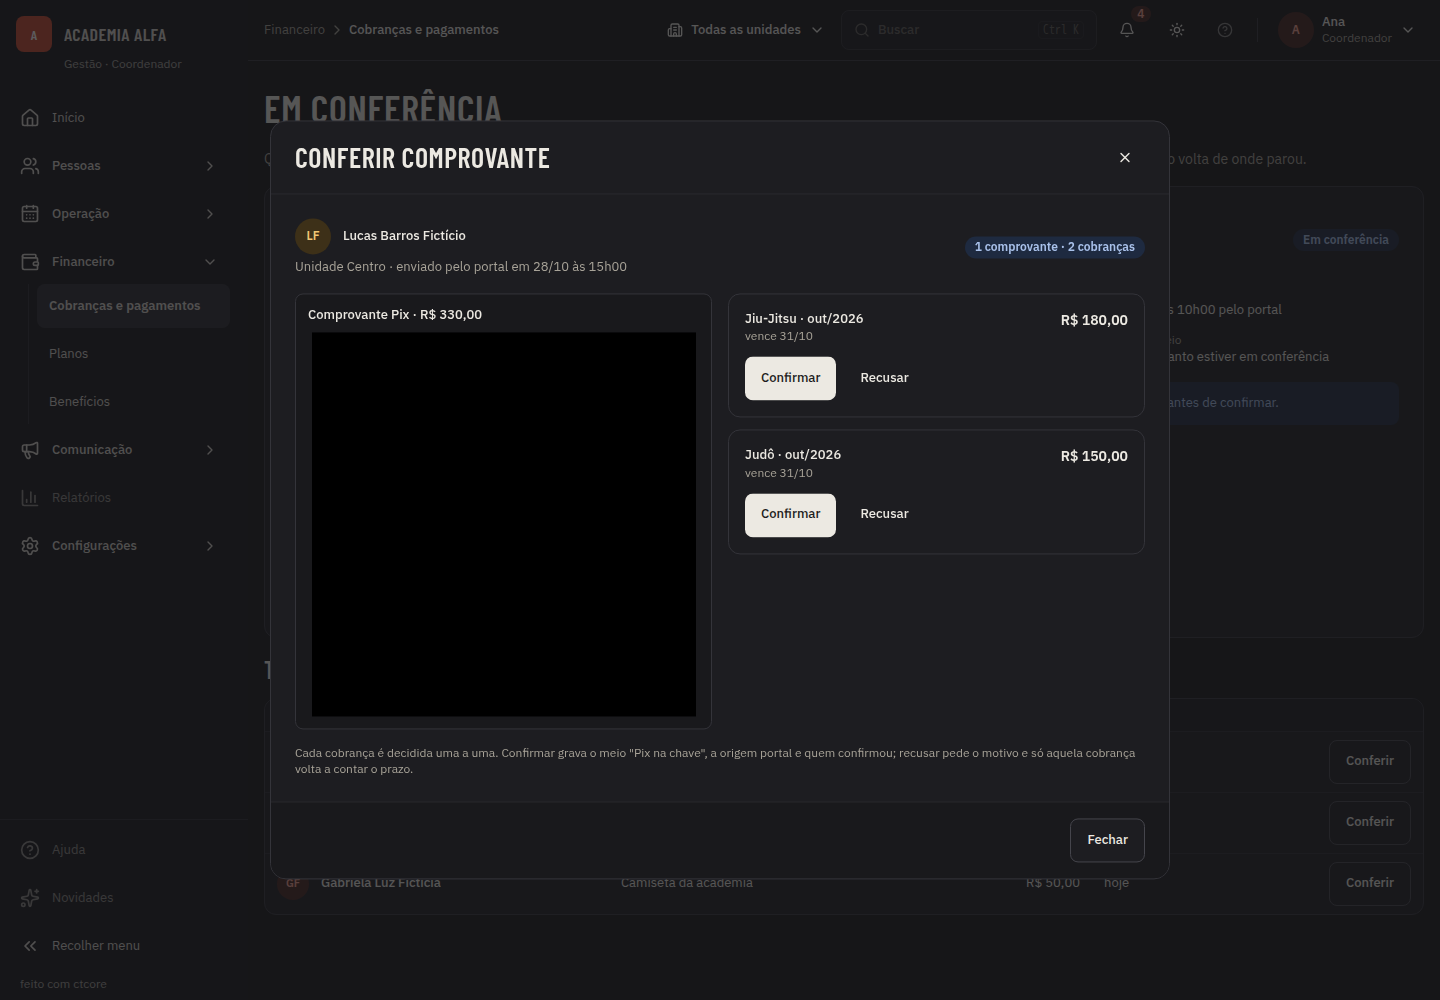 A
ACADEMIA ALFA
Gestão · Coordenador
Início
Pessoas
Operação
Financeiro
Cobranças e pagamentos
Planos
Benefícios
Comunicação
Relatórios
Configurações
Ajuda
Novidades
Recolher menu
feito com ctcore
Financeiro
Cobranças e pagamentos
Todas as unidades
Buscar
Ctrl K
4
A
Ana
Coordenador
EM CONFERÊNCIA
volta de onde parou.
Em conferência
10h00 pelo portal
estiver em conferência
antes de confirmar.
CONFERIR COMPROVANTE
LF
Lucas Barros Fictício
Unidade Centro · enviado pelo portal em 28/10 às 15h00
1 comprovante · 2 cobranças
Comprovante Pix · R$ 330,00
Jiu-Jitsu · out/2026
R$ 180,00
vence 31/10
Confirmar
Recusar
Judô · out/2026
R$ 150,00
vence 31/10
Confirmar
Recusar
Cada cobrança é decidida uma a uma. Confirmar grava o meio "Pix na chave", a origem portal e quem confirmou; recusar pede o motivo e só aquela cobrança
volta a contar o prazo.
Fechar
Conferir
Conferir
GF
Gabriela Luz Fictícia
Camiseta da academia
R$ 50,00
hoje
Conferir